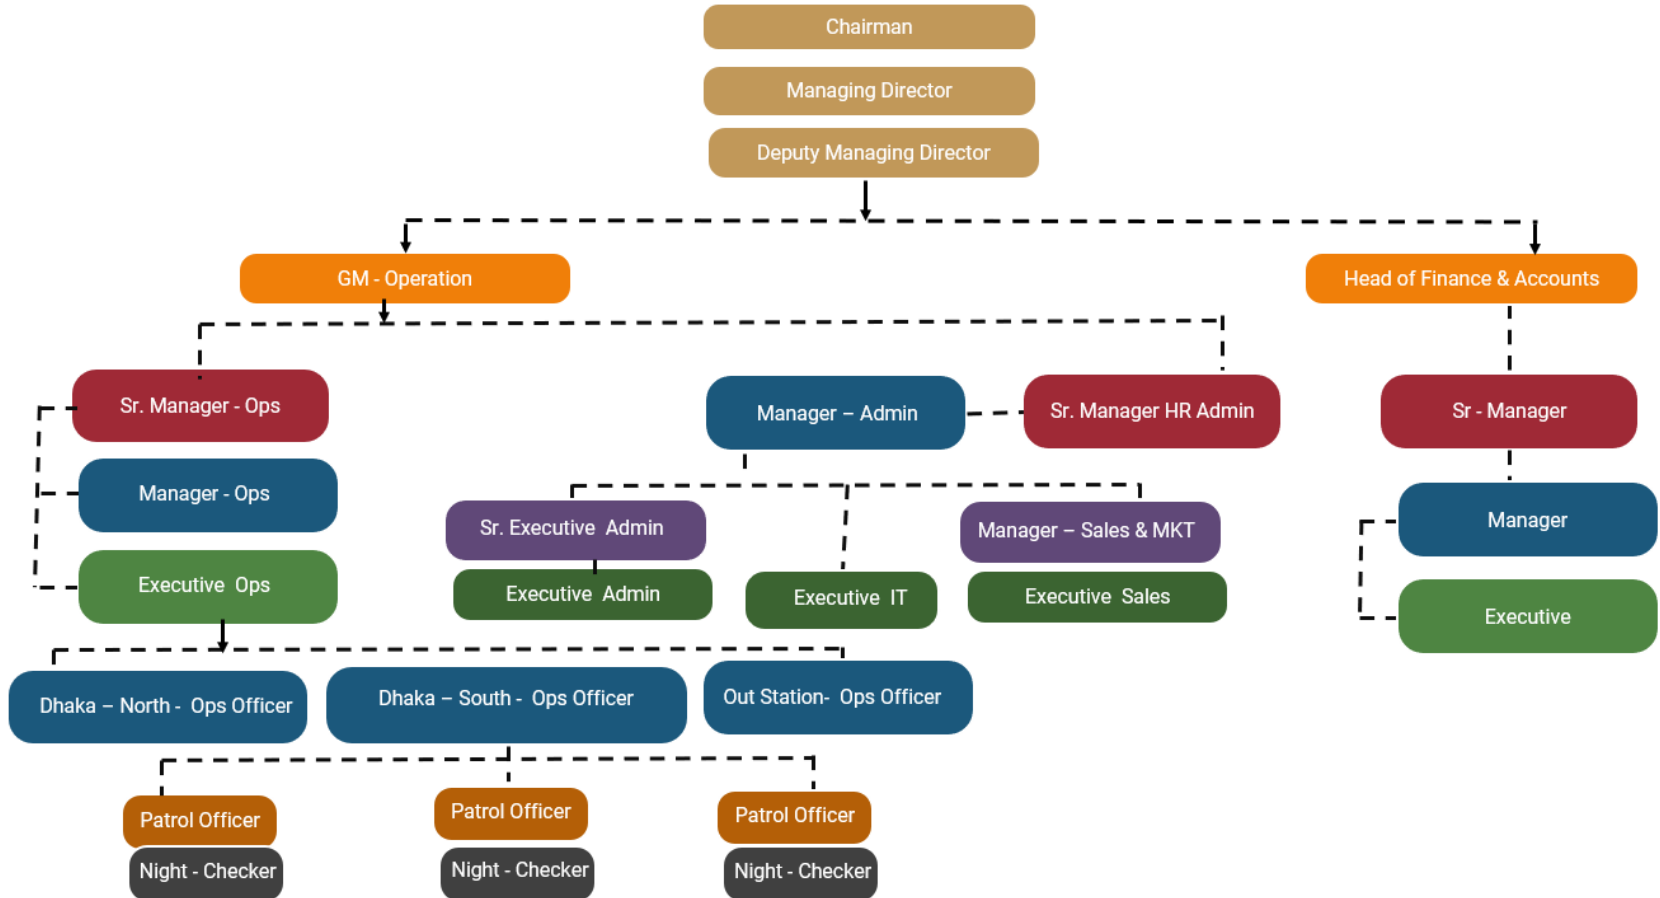 Chairman
Managing Director
Deputy Managing Director
GM - Operation
Head of Finance & Accounts
Sr. Manager - Ops
Manager – Admin
Sr. Manager HR Admin
Sr - Manager
Manager - Ops
Sr. Executive Admin
Manager – Sales & MKT
Manager
Executive Ops
Executive Admin
Executive IT
Executive Sales
Executive
Dhaka – North - Ops Officer
Dhaka – South - Ops Officer
Out Station- Ops Officer
Patrol Officer
Patrol Officer
Patrol Officer
Night - Checker
Night - Checker
Night - Checker